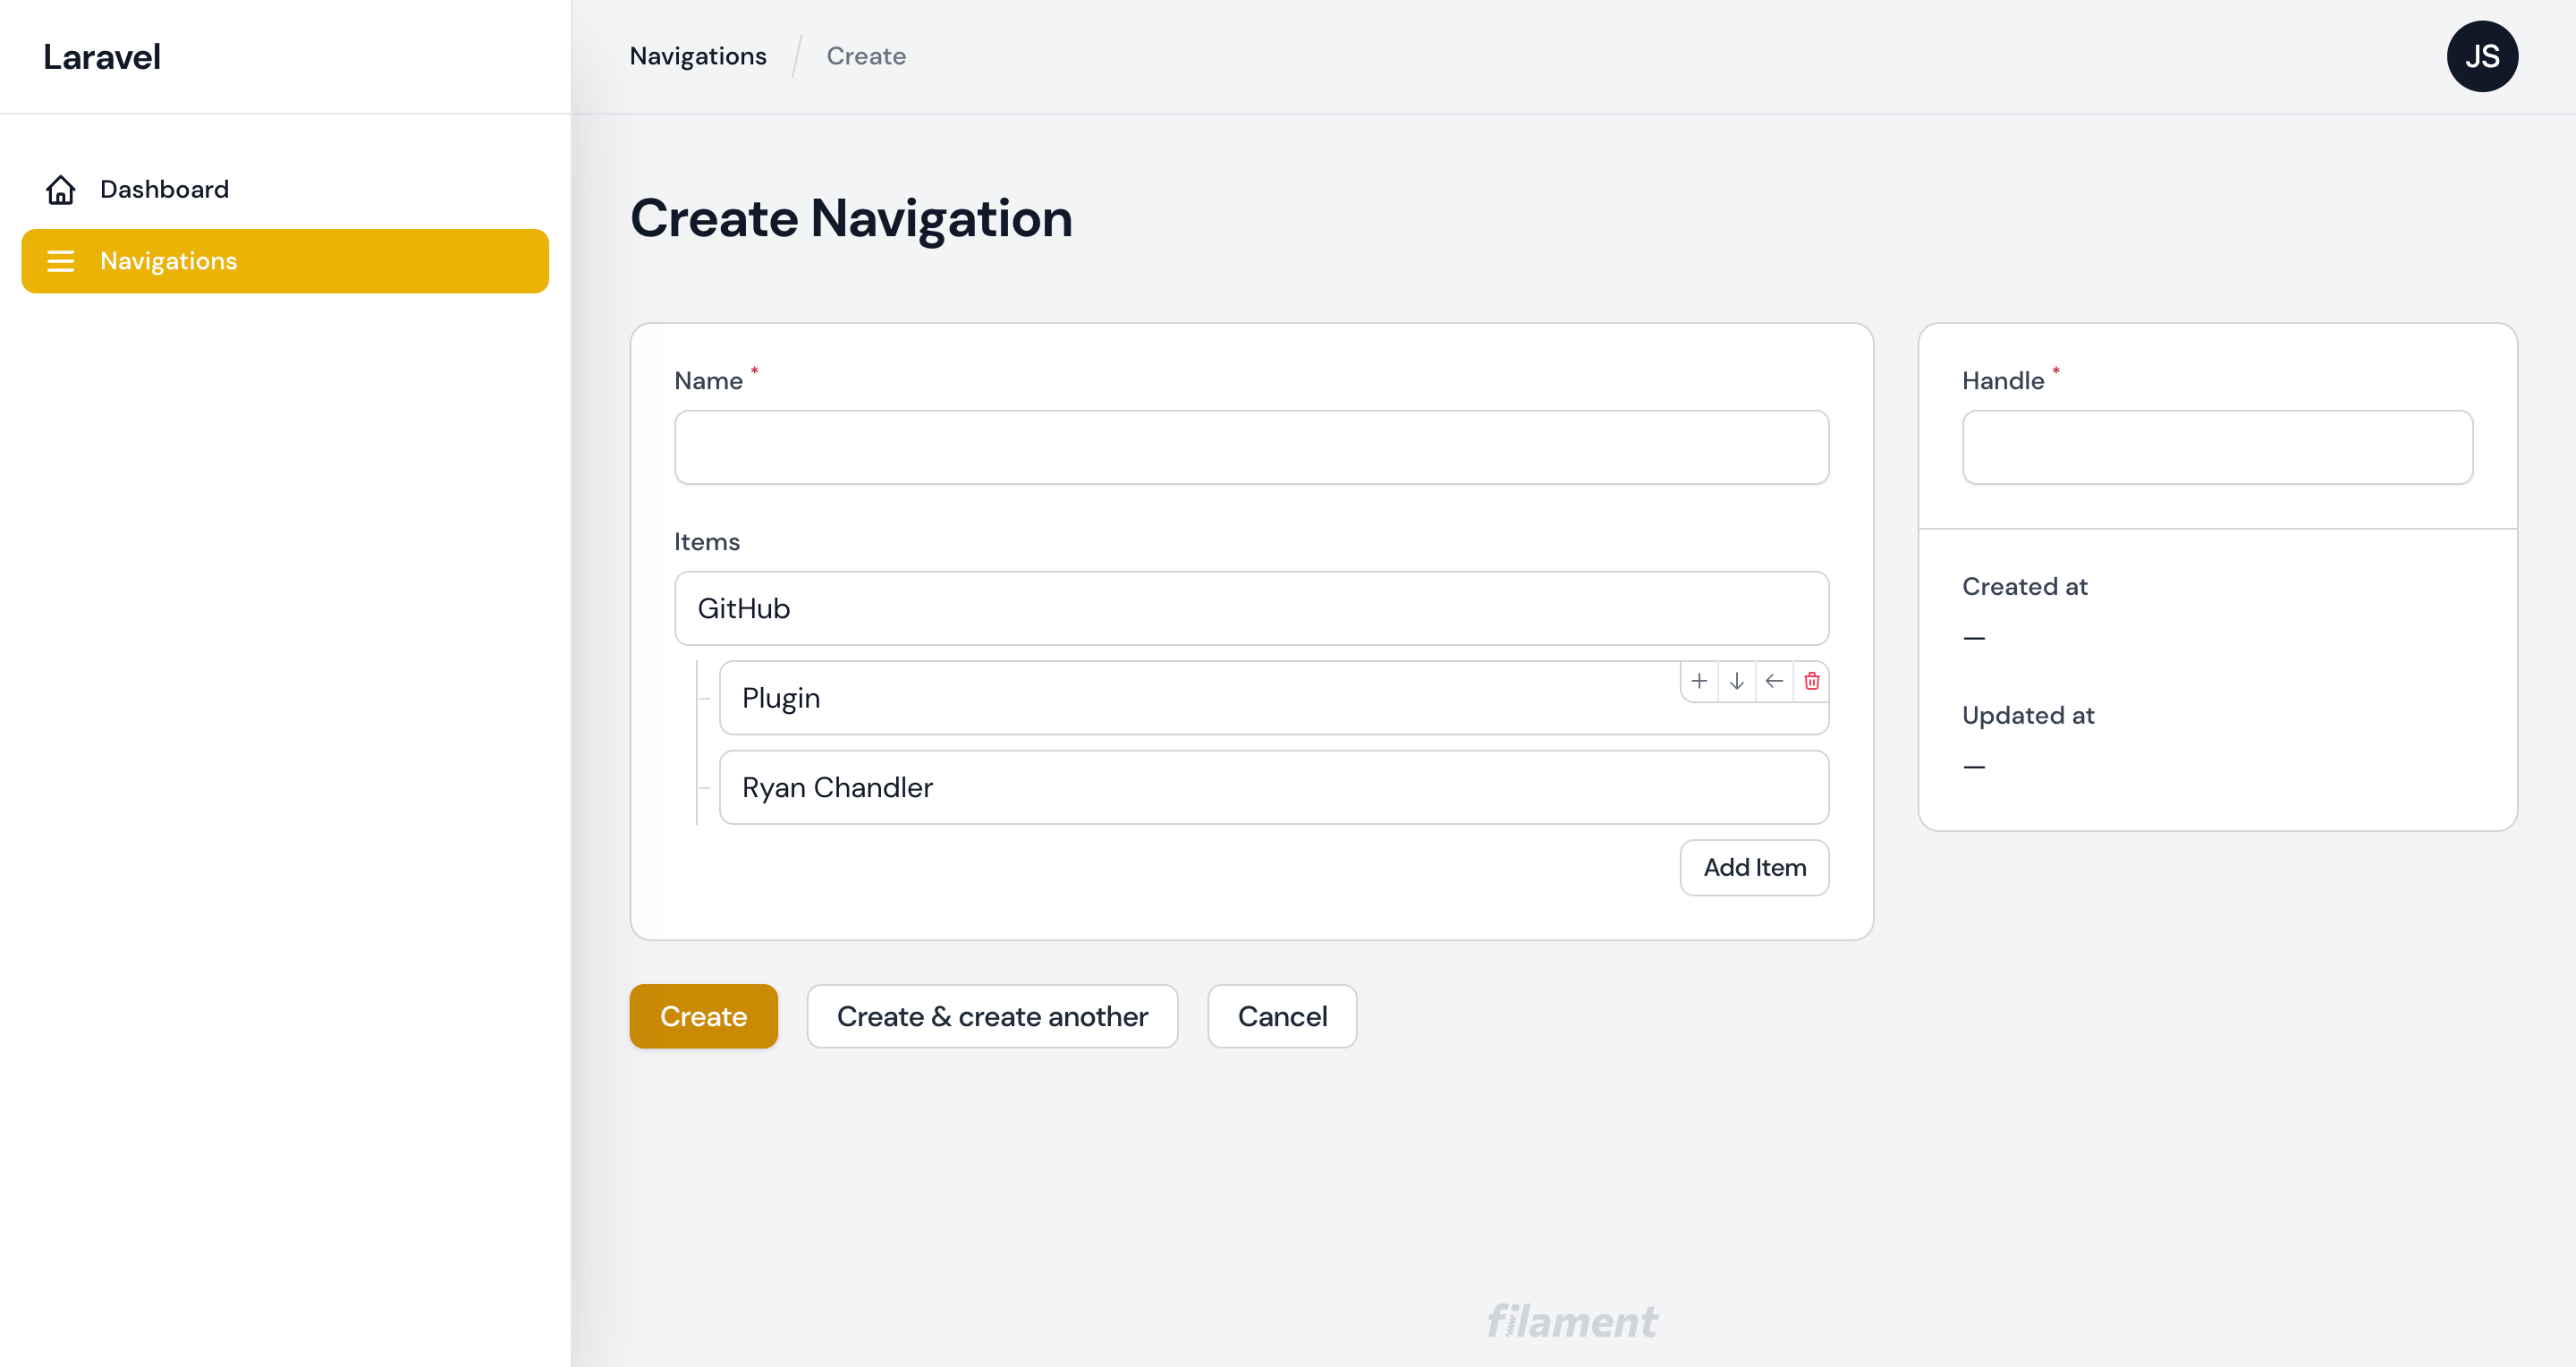 Laravel
Navigations / Create
JS
Dashboard
Navigations
Create Navigation
Name *
Items
GitHub
Plugin
Ryan Chandler
Add Item
Handle *
Created at
—
Updated at
—
Create
Create & create another
Cancel
filament